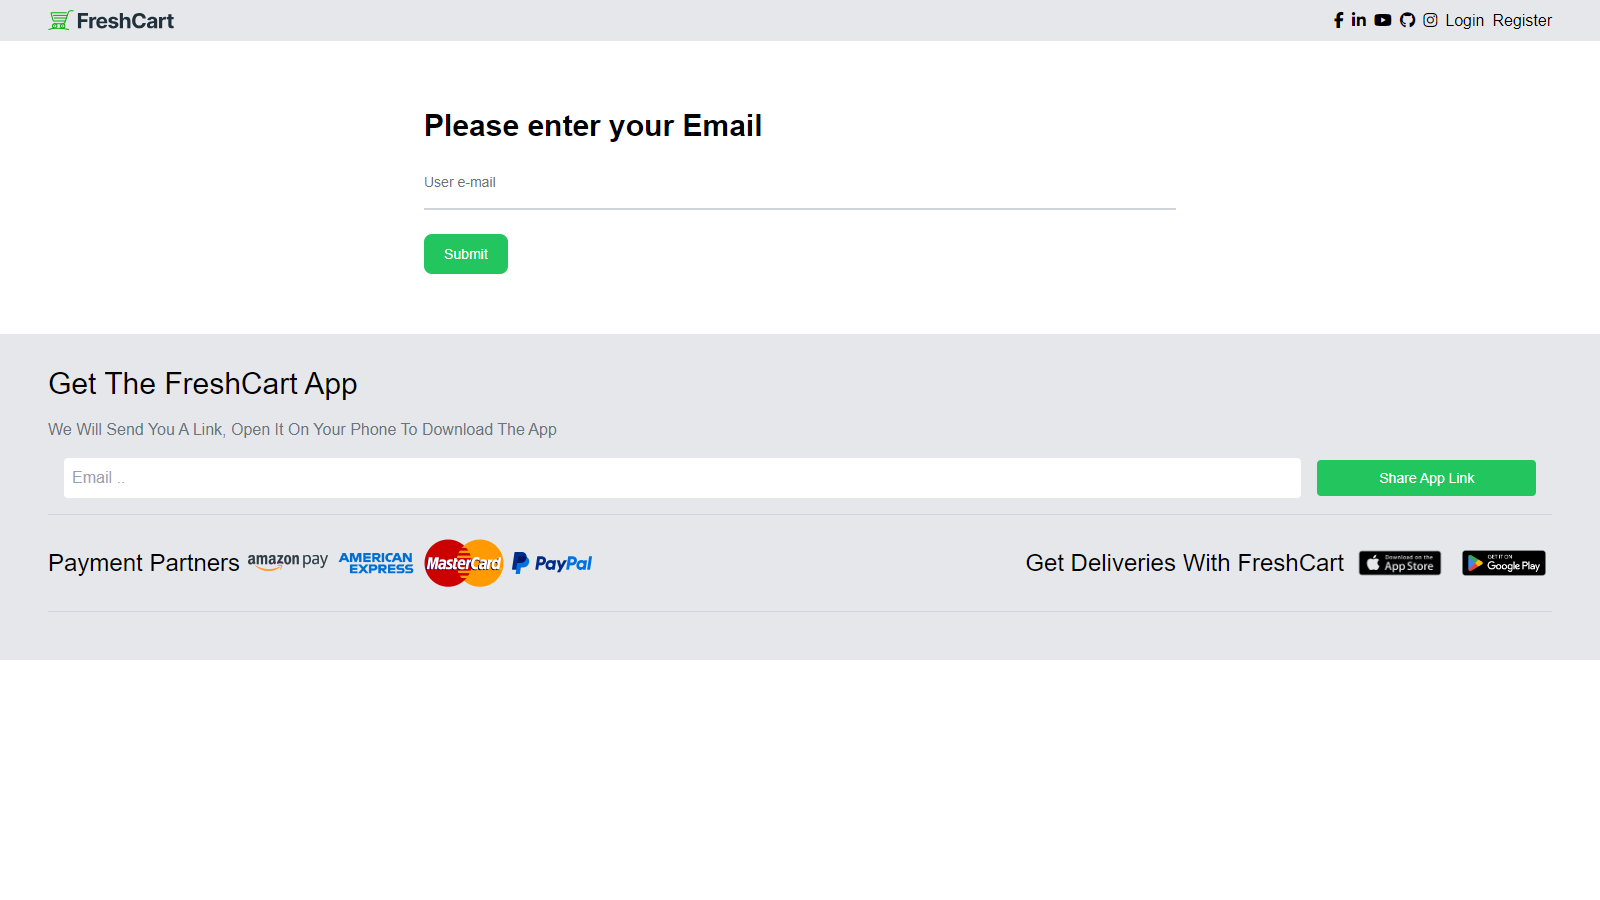 FreshCart
Login Register
Please enter your Email
User e-mail
Submit
Get The FreshCart App
We Will Send You A Link, Open It On Your Phone To Download The App
Email ..
Share App Link
Payment Partners
amazon pay
AMERICAN
EXPRESS
MasterCard
PayPal
Get Deliveries With FreshCart
Download on the
App Store
GET IT ON
Google Play